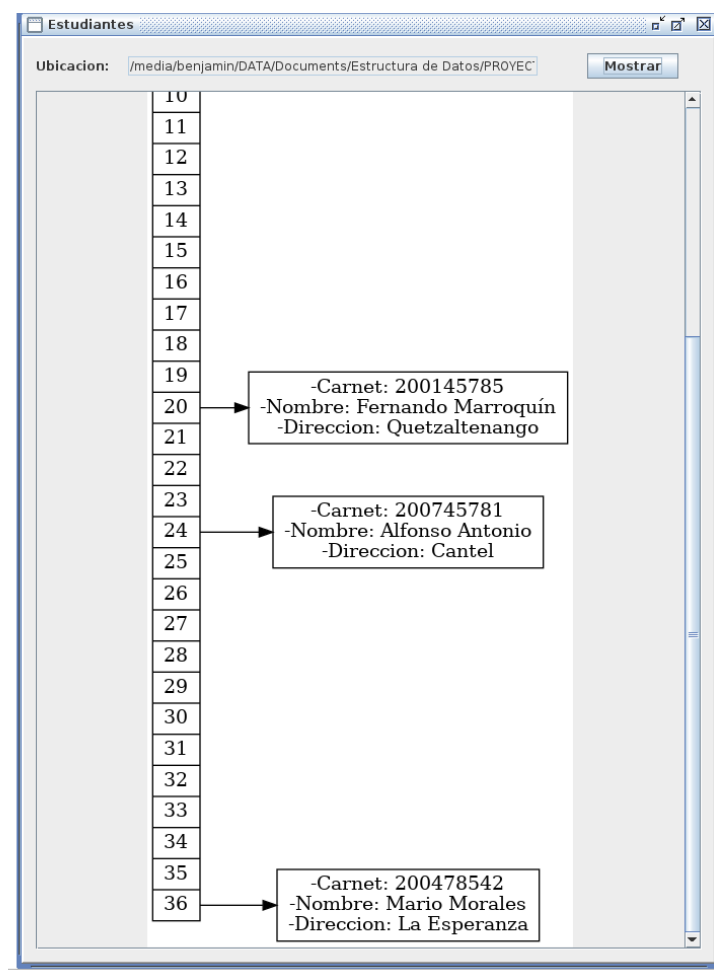 Estudiantes
Ubicacion: /media/benjamin/DATA/Documents/Estructura de Datos/PROYEC Mostrar
10
11
12
13
14
15
16
17
18
19
-Carnet: 200145785
20
-Nombre: Fernando Marroquín
-Direccion: Quetzaltenango
21
22
23
-Carnet: 200745781
24
-Nombre: Alfonso Antonio
-Direccion: Cantel
25
26
27
28
29
30
31
32
33
34
35
-Carnet: 200478542
36
-Nombre: Mario Morales
-Direccion: La Esperanza